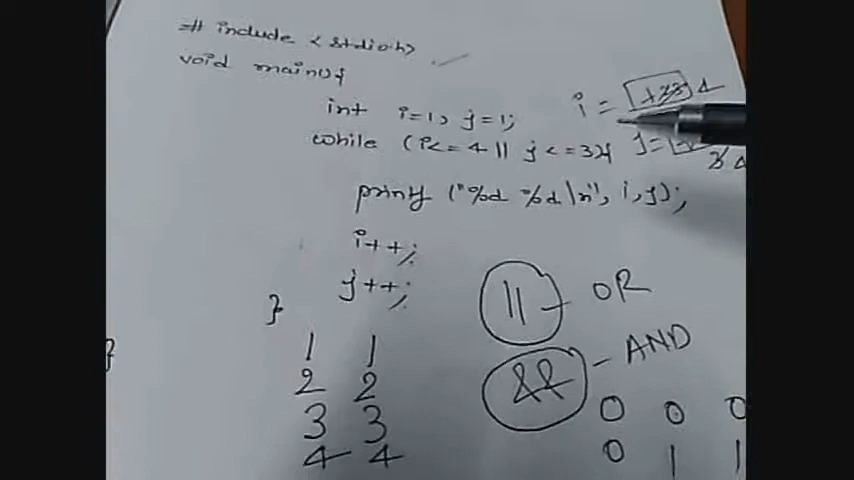 # include <stdio.h>
void main(){
int i=1, j=1;
i =
while (i<=4 || j<=3){
j=
printf ("%d %d \n", i, j);
i++;
j++;
}
}
|| - OR
&& - AND
1 1
2 2
3 3
4 4
0 0 0
0 1 1